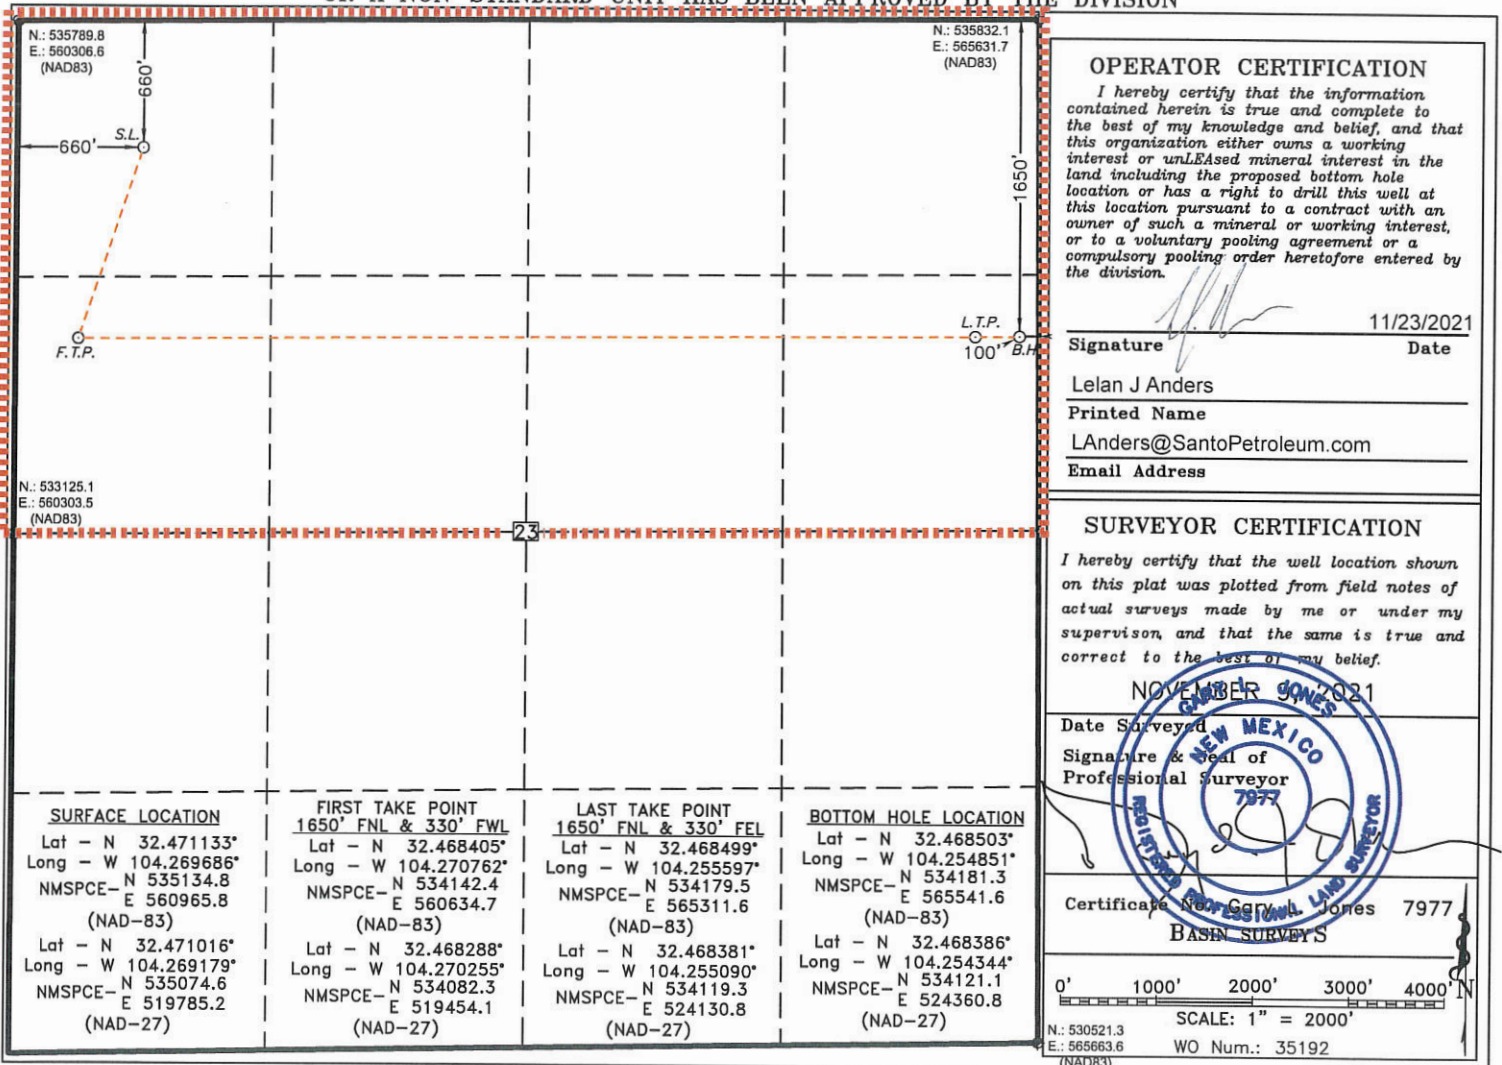 OR A NON-STANDARD UNIT HAS BEEN APPROVED BY THE DIVISION
N.: 535789.8
E.: 560306.6
(NAD83)
660'
660'
S.L.
N.: 535832.1
E.: 565631.7
(NAD83)
1650'
F.T.P.
L.T.P.
100'
B.H
N.: 533125.1
E.: 560303.5
(NAD83)
23
SURFACE LOCATION
Lat - N 32.471133°
Long - W 104.269686°
NMSPCE- N 535134.8
E 560965.8
(NAD-83)
Lat - N 32.471016°
Long - W 104.269179°
NMSPCE- N 535074.6
E 519785.2
(NAD-27)
FIRST TAKE POINT
1650' FNL & 330' FWL
Lat - N 32.468405°
Long - W 104.270762°
NMSPCE- N 534142.4
E 560634.7
(NAD-83)
Lat - N 32.468288°
Long - W 104.270255°
NMSPCE- N 534082.3
E 519454.1
(NAD-27)
LAST TAKE POINT
1650' FNL & 330' FEL
Lat - N 32.468499°
Long - W 104.255597°
NMSPCE- N 534179.5
E 565311.6
(NAD-83)
Lat - N 32.468381°
Long - W 104.255090°
NMSPCE- N 534119.3
E 524130.8
(NAD-27)
BOTTOM HOLE LOCATION
Lat - N 32.468503°
Long - W 104.254851°
NMSPCE- N 534181.3
E 565541.6
(NAD-83)
Lat - N 32.468386°
Long - W 104.254344°
NMSPCE- N 534121.1
E 524360.8
(NAD-27)
OPERATOR CERTIFICATION
I hereby certify that the information
contained herein is true and complete to
the best of my knowledge and belief, and that
this organization either owns a working
interest or unLEAsed mineral interest in the
land including the proposed bottom hole
location or has a right to drill this well at
this location pursuant to a contract with an
owner of such a mineral or working interest,
or to a voluntary pooling agreement or a
compulsory pooling order heretofore entered by
the division.
11/23/2021
Signature Date
Lelan J Anders
Printed Name
LAnders@SantoPetroleum.com
Email Address
SURVEYOR CERTIFICATION
I hereby certify that the well location shown
on this plat was plotted from field notes of
actual surveys made by me or under my
supervison, and that the same is true and
correct to the best of my belief.
NOVEMBER 9, 2021
Date Surveyed
Signature & Seal of
Professional Surveyor
GARY L. JONES
NEW MEXICO
7977
REGISTERED PROFESSIONAL LAND SURVEYOR
Certificate No. Gary L. Jones 7977
BASIN SURVEYS
N
0' 1000' 2000' 3000' 4000'
SCALE: 1" = 2000'
WO Num.: 35192
N.: 530521.3
E.: 565663.6
(NAD83)